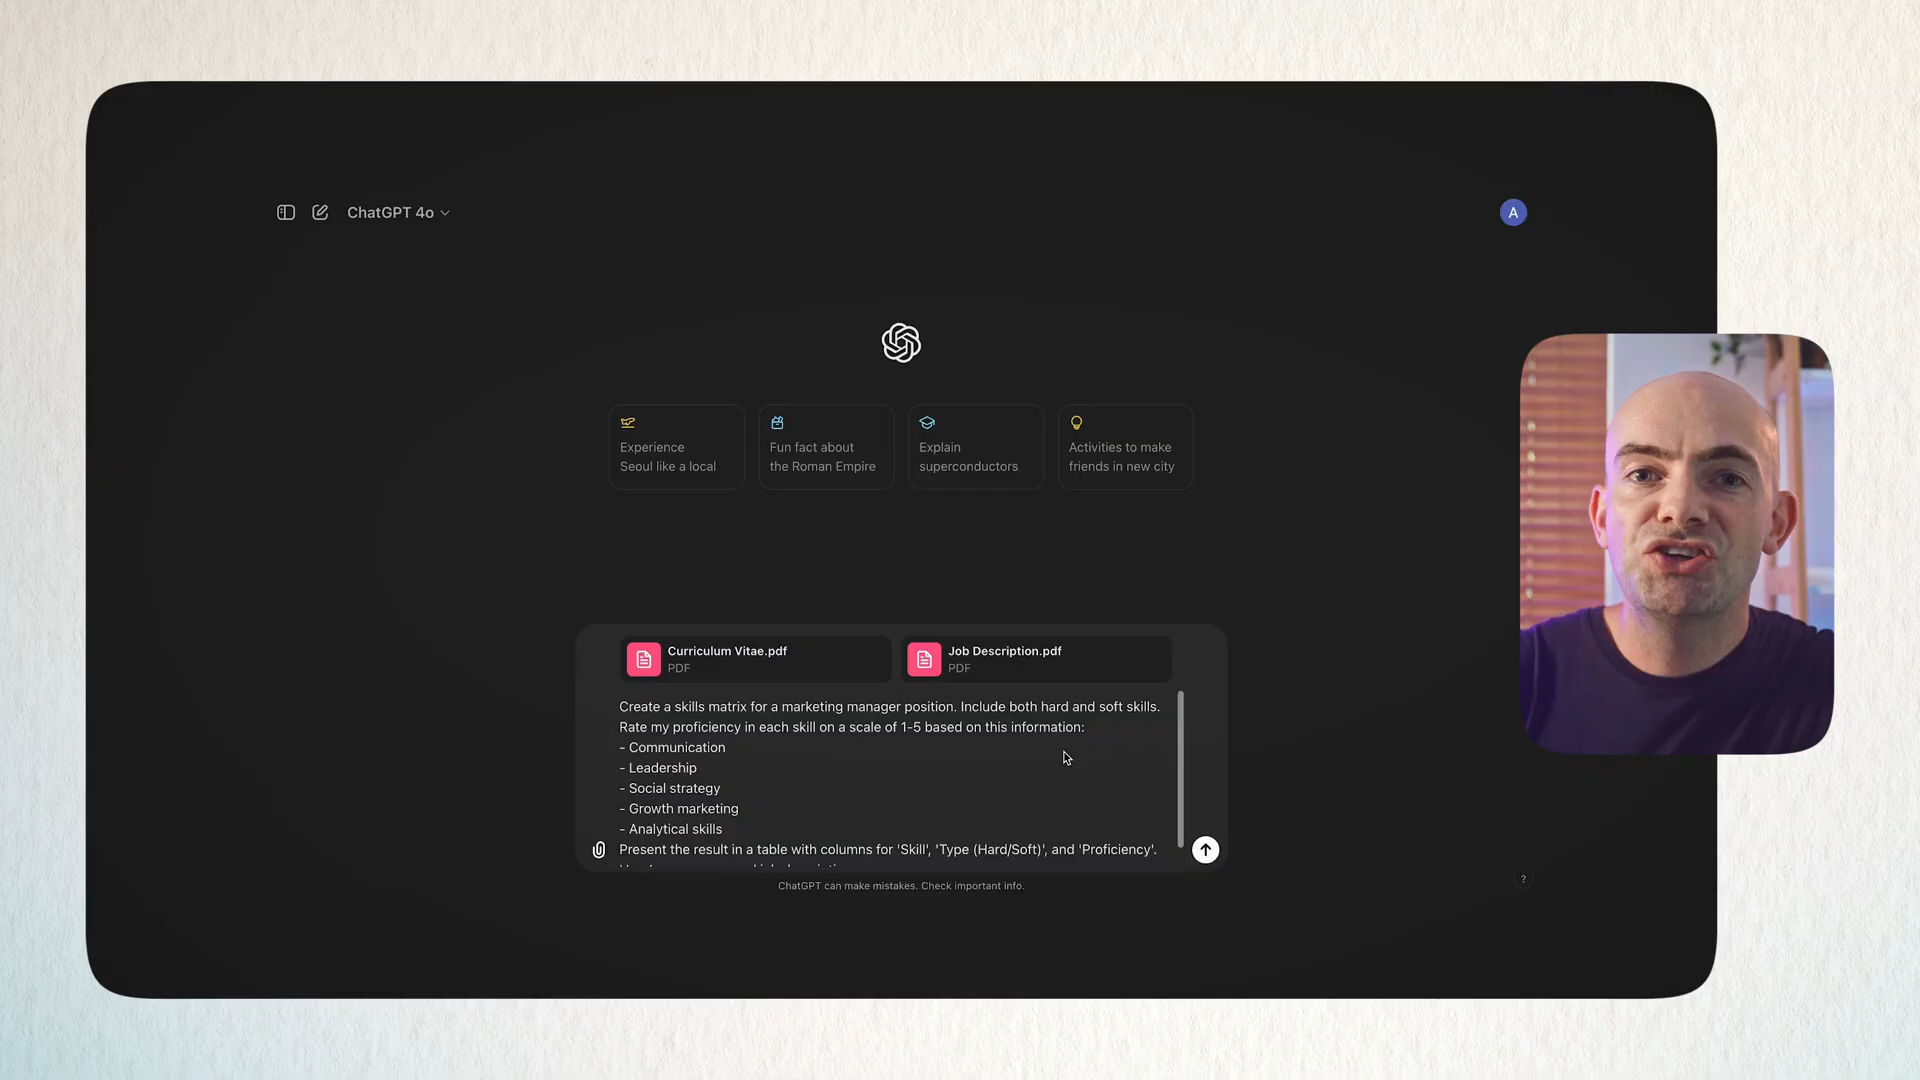 ChatGPT 4o
A
Experience
Seoul like a local
Fun fact about
the Roman Empire
Explain
superconductors
Activities to make
friends in new city
Curriculum Vitae.pdf
PDF
Job Description.pdf
PDF
Create a skills matrix for a marketing manager position. Include both hard and soft skills.
Rate my proficiency in each skill on a scale of 1-5 based on this information:
- Communication
- Leadership
- Social strategy
- Growth marketing
- Analytical skills
Present the result in a table with columns for 'Skill', 'Type (Hard/Soft)', and 'Proficiency'.
ChatGPT can make mistakes. Check important info.
?